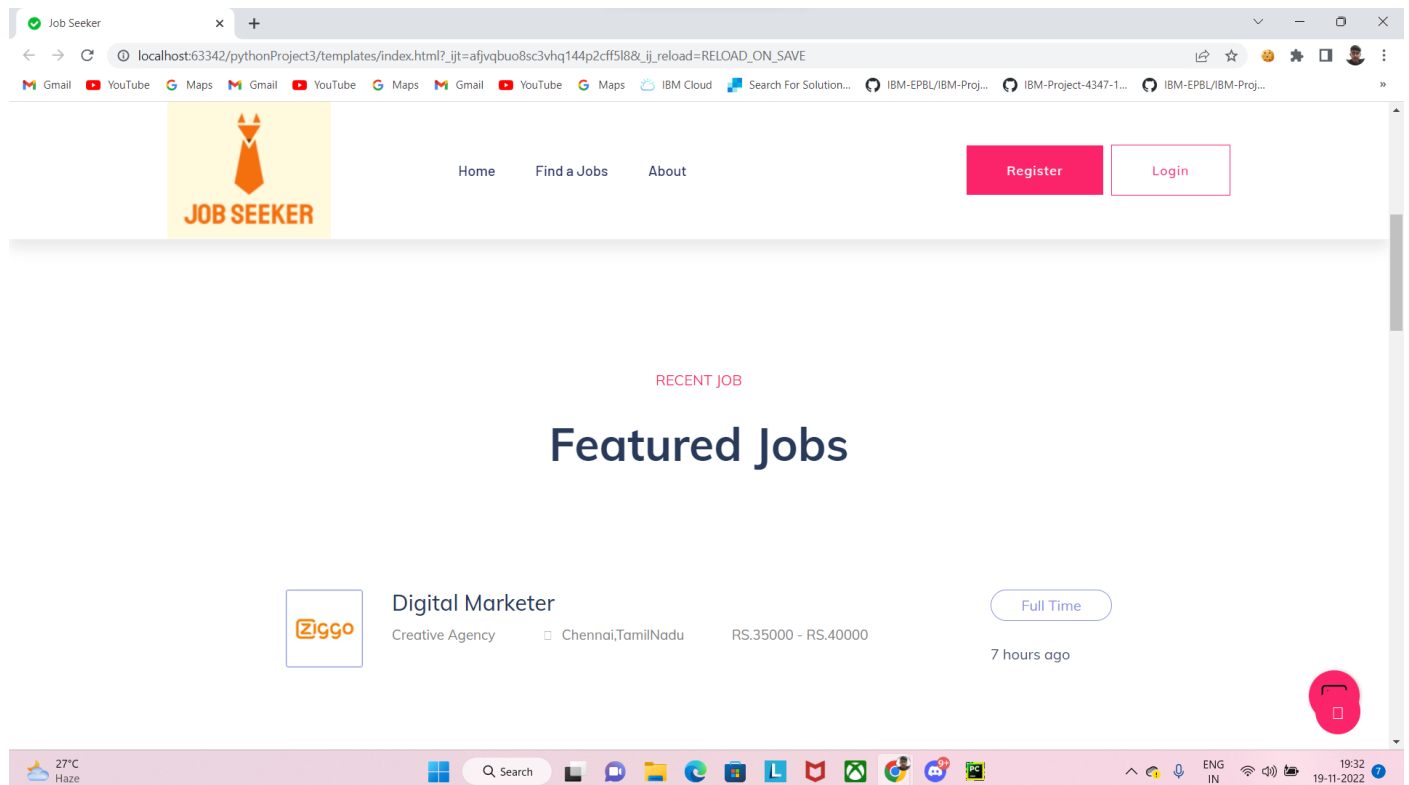 Job Seeker
localhost:63342/pythonProject3/templates/index.html?_ijt=afjvqbuo8sc3vhq144p2cff5l8&_ij_reload=RELOAD_ON_SAVE
Gmail YouTube Maps Gmail YouTube Maps Gmail YouTube Maps IBM Cloud Search For Solution... IBM-EPBL/IBM-Proj... IBM-Project-4347-1... IBM-EPBL/IBM-Proj... »
JOB SEEKER
Home Find a Jobs About Register Login
RECENT JOB
Featured Jobs
Ziggo
Digital Marketer Full Time
Creative Agency Chennai,TamilNadu RS.35000 - RS.40000
7 hours ago
27°C
Haze
Search
L
9+
PC
ENG
IN
19:32
19-11-2022
7